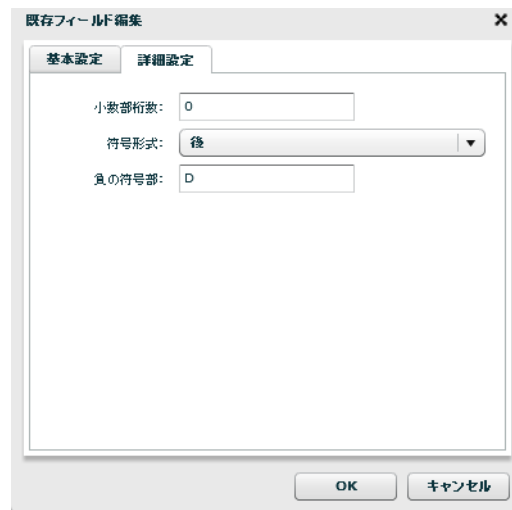 既存フィールド編集
基本設定 詳細設定
小数部桁数: 0
符号形式: 後
負の符号部: D
OK キャンセル